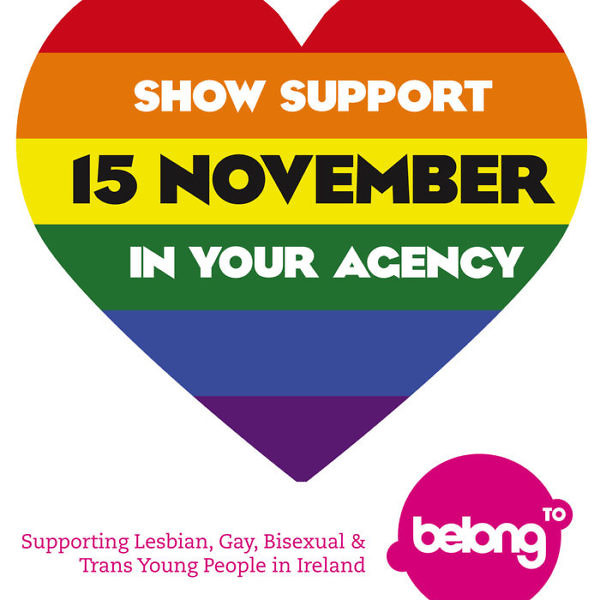 SHOW SUPPORT
15 NOVEMBER
IN YOUR AGENCY
Supporting Lesbian, Gay, Bisexual &
Trans Young People in Ireland
belong TO